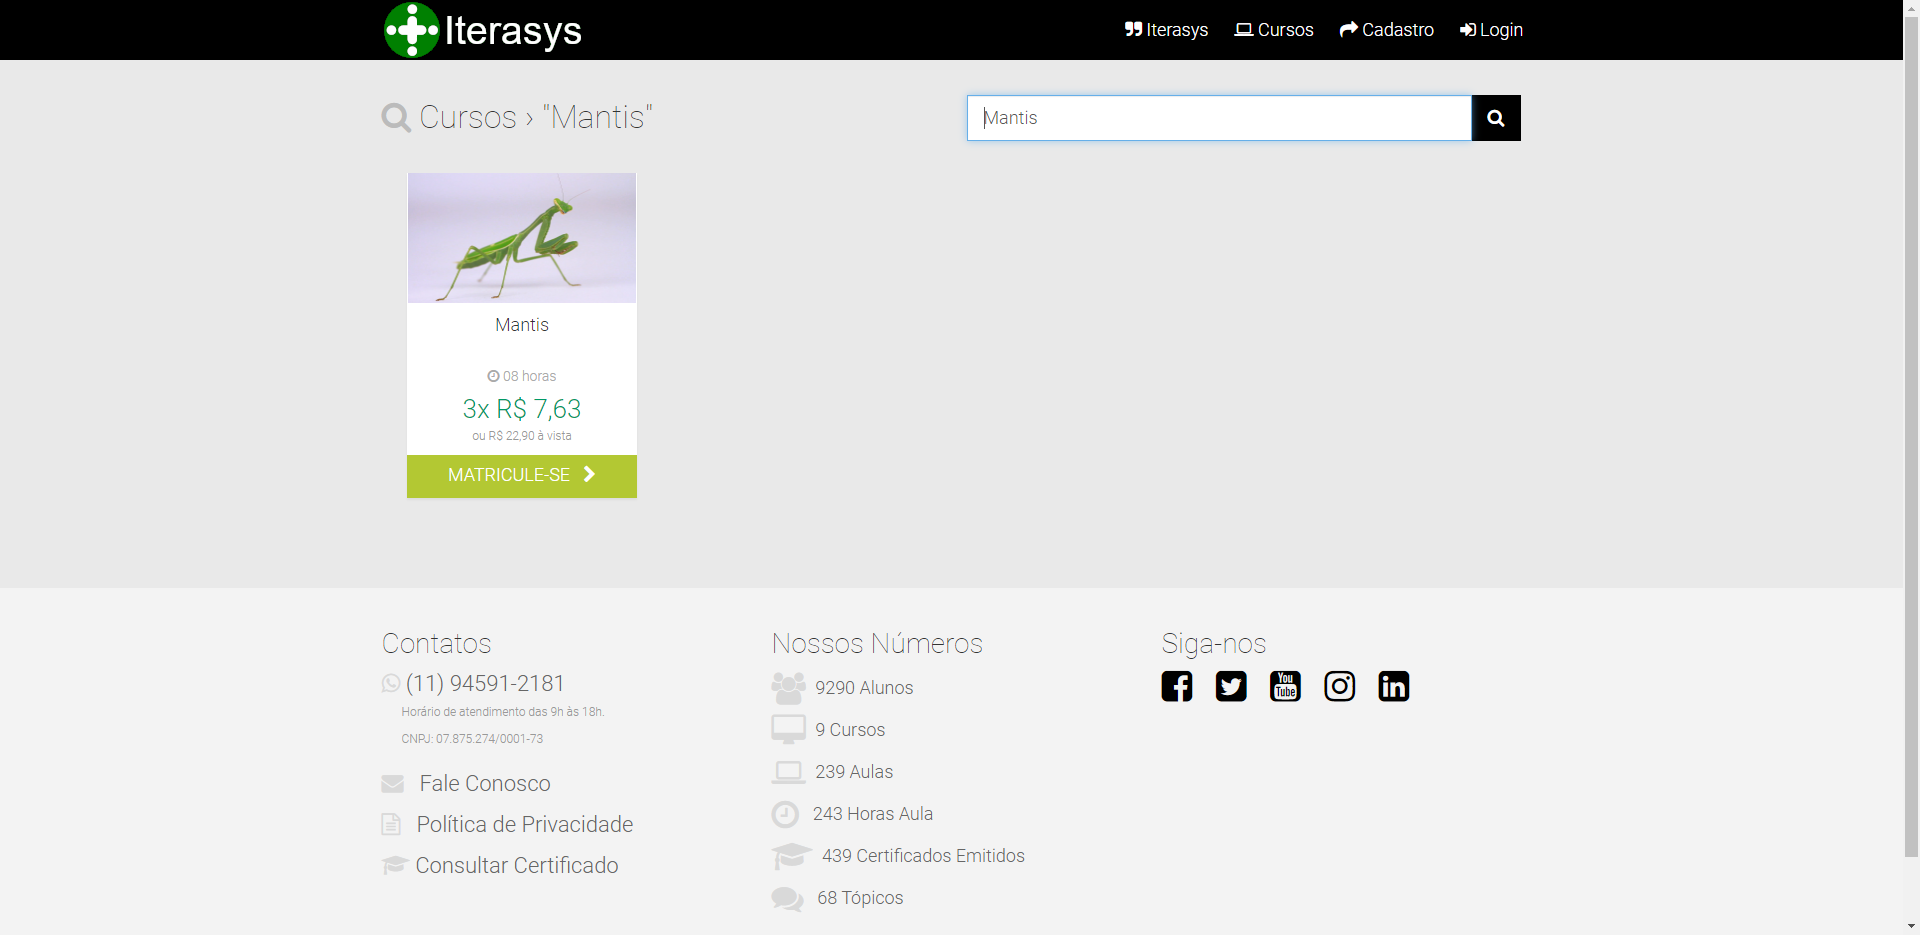 Iterasys
Iterasys
Cursos
Cadastro
Login
Cursos › "Mantis"
Mantis
Mantis
08 horas
3x R$ 7,63
ou R$ 22,90 à vista
MATRICULE-SE
Contatos
(11) 94591-2181
Horário de atendimento das 9h às 18h.
CNPJ: 07.875.274/0001-73
Fale Conosco
Política de Privacidade
Consultar Certificado
Nossos Números
9290 Alunos
9 Cursos
239 Aulas
243 Horas Aula
439 Certificados Emitidos
68 Tópicos
Siga-nos
You
Tube